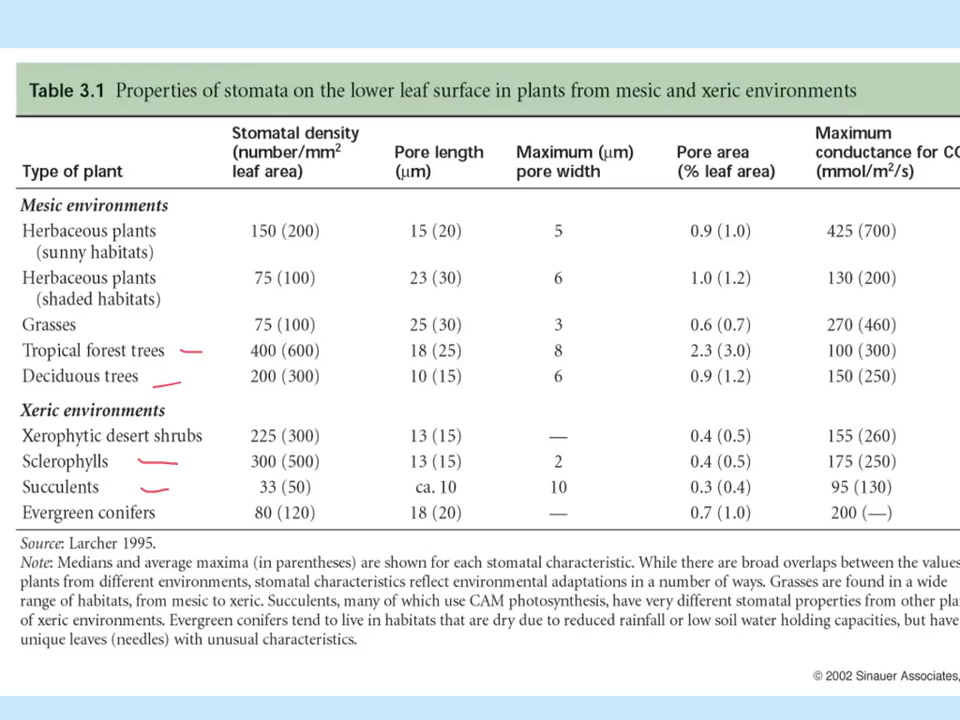 Table 3.1 Properties of stomata on the lower leaf surface in plants from mesic and xeric environments
Type of plant Stomatal density (number/mm² leaf area) Pore length (μm) Maximum (μm) pore width Pore area (% leaf area) Maximum conductance for CO (mmol/m²/s)
Mesic environments
Herbaceous plants (sunny habitats) 150 (200) 15 (20) 5 0.9 (1.0) 425 (700)
Herbaceous plants (shaded habitats) 75 (100) 23 (30) 6 1.0 (1.2) 130 (200)
Grasses 75 (100) 25 (30) 3 0.6 (0.7) 270 (460)
Tropical forest trees 400 (600) 18 (25) 8 2.3 (3.0) 100 (300)
Deciduous trees 200 (300) 10 (15) 6 0.9 (1.2) 150 (250)
Xeric environments
Xerophytic desert shrubs 225 (300) 13 (15) — 0.4 (0.5) 155 (260)
Sclerophylls 300 (500) 13 (15) 2 0.4 (0.5) 175 (250)
Succulents 33 (50) ca. 10 10 0.3 (0.4) 95 (130)
Evergreen conifers 80 (120) 18 (20) — 0.7 (1.0) 200 (—)
Source: Larcher 1995.
Note: Medians and average maxima (in parentheses) are shown for each stomatal characteristic. While there are broad overlaps between the values
plants from different environments, stomatal characteristics reflect environmental adaptations in a number of ways. Grasses are found in a wide
range of habitats, from mesic to xeric. Succulents, many of which use CAM photosynthesis, have very different stomatal properties from other pla
of xeric environments. Evergreen conifers tend to live in habitats that are dry due to reduced rainfall or low soil water holding capacities, but have
unique leaves (needles) with unusual characteristics.
© 2002 Sinauer Associates,